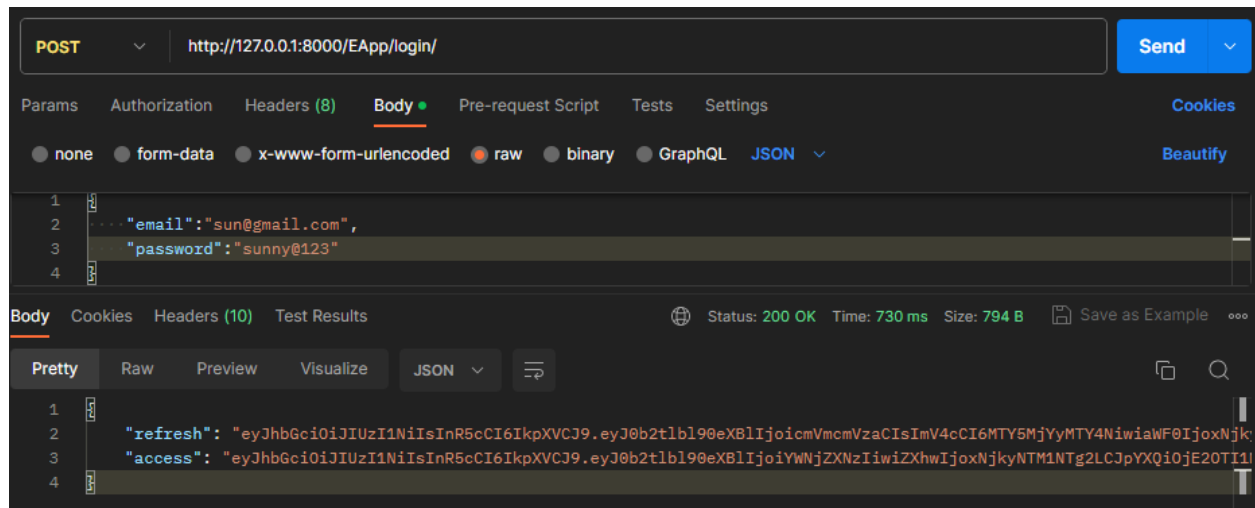 POST http://127.0.0.1:8000/EApp/login/ Send
Params Authorization Headers (8) Body Pre-request Script Tests Settings Cookies
none form-data x-www-form-urlencoded raw binary GraphQL JSON Beautify
1 {
2 "email":"sun@gmail.com",
3 "password":"sunny@123"
4 }
Body Cookies Headers (10) Test Results Status: 200 OK Time: 730 ms Size: 794 B Save as Example
Pretty Raw Preview Visualize JSON
1 {
2 "refresh": "eyJhbGciOiJIUzI1NiIsInR5cCI6IkpXVCJ9.eyJ0b2tlbl90eXBlIjoicmVmcmVzaCIsImV4cCI6MTY5MjYyMTY4NiwiaWF0IjoxNjk
3 "access": "eyJhbGciOiJIUzI1NiIsInR5cCI6IkpXVCJ9.eyJ0b2tlbl90eXBlIjoiYWNjZXNzIiwiZXhwIjoxNjkyNTM1NTg2LCJpYXQiOjE2OTI1
4 }